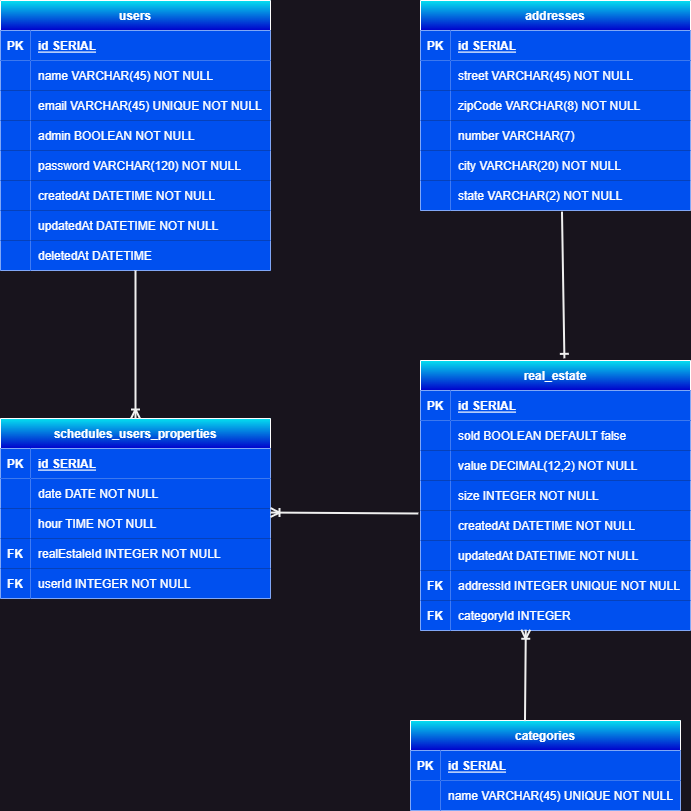 users
PK id SERIAL
name VARCHAR(45) NOT NULL
email VARCHAR(45) UNIQUE NOT NULL
admin BOOLEAN NOT NULL
password VARCHAR(120) NOT NULL
createdAt DATETIME NOT NULL
updatedAt DATETIME NOT NULL
deletedAt DATETIME
addresses
PK id SERIAL
street VARCHAR(45) NOT NULL
zipCode VARCHAR(8) NOT NULL
number VARCHAR(7)
city VARCHAR(20) NOT NULL
state VARCHAR(2) NOT NULL
schedules_users_properties
PK id SERIAL
date DATE NOT NULL
hour TIME NOT NULL
FK realEstaleId INTEGER NOT NULL
FK userId INTEGER NOT NULL
real_estate
PK id SERIAL
sold BOOLEAN DEFAULT false
value DECIMAL(12,2) NOT NULL
size INTEGER NOT NULL
createdAt DATETIME NOT NULL
updatedAt DATETIME NOT NULL
FK addressId INTEGER UNIQUE NOT NULL
FK categoryId INTEGER
categories
PK id SERIAL
name VARCHAR(45) UNIQUE NOT NULL